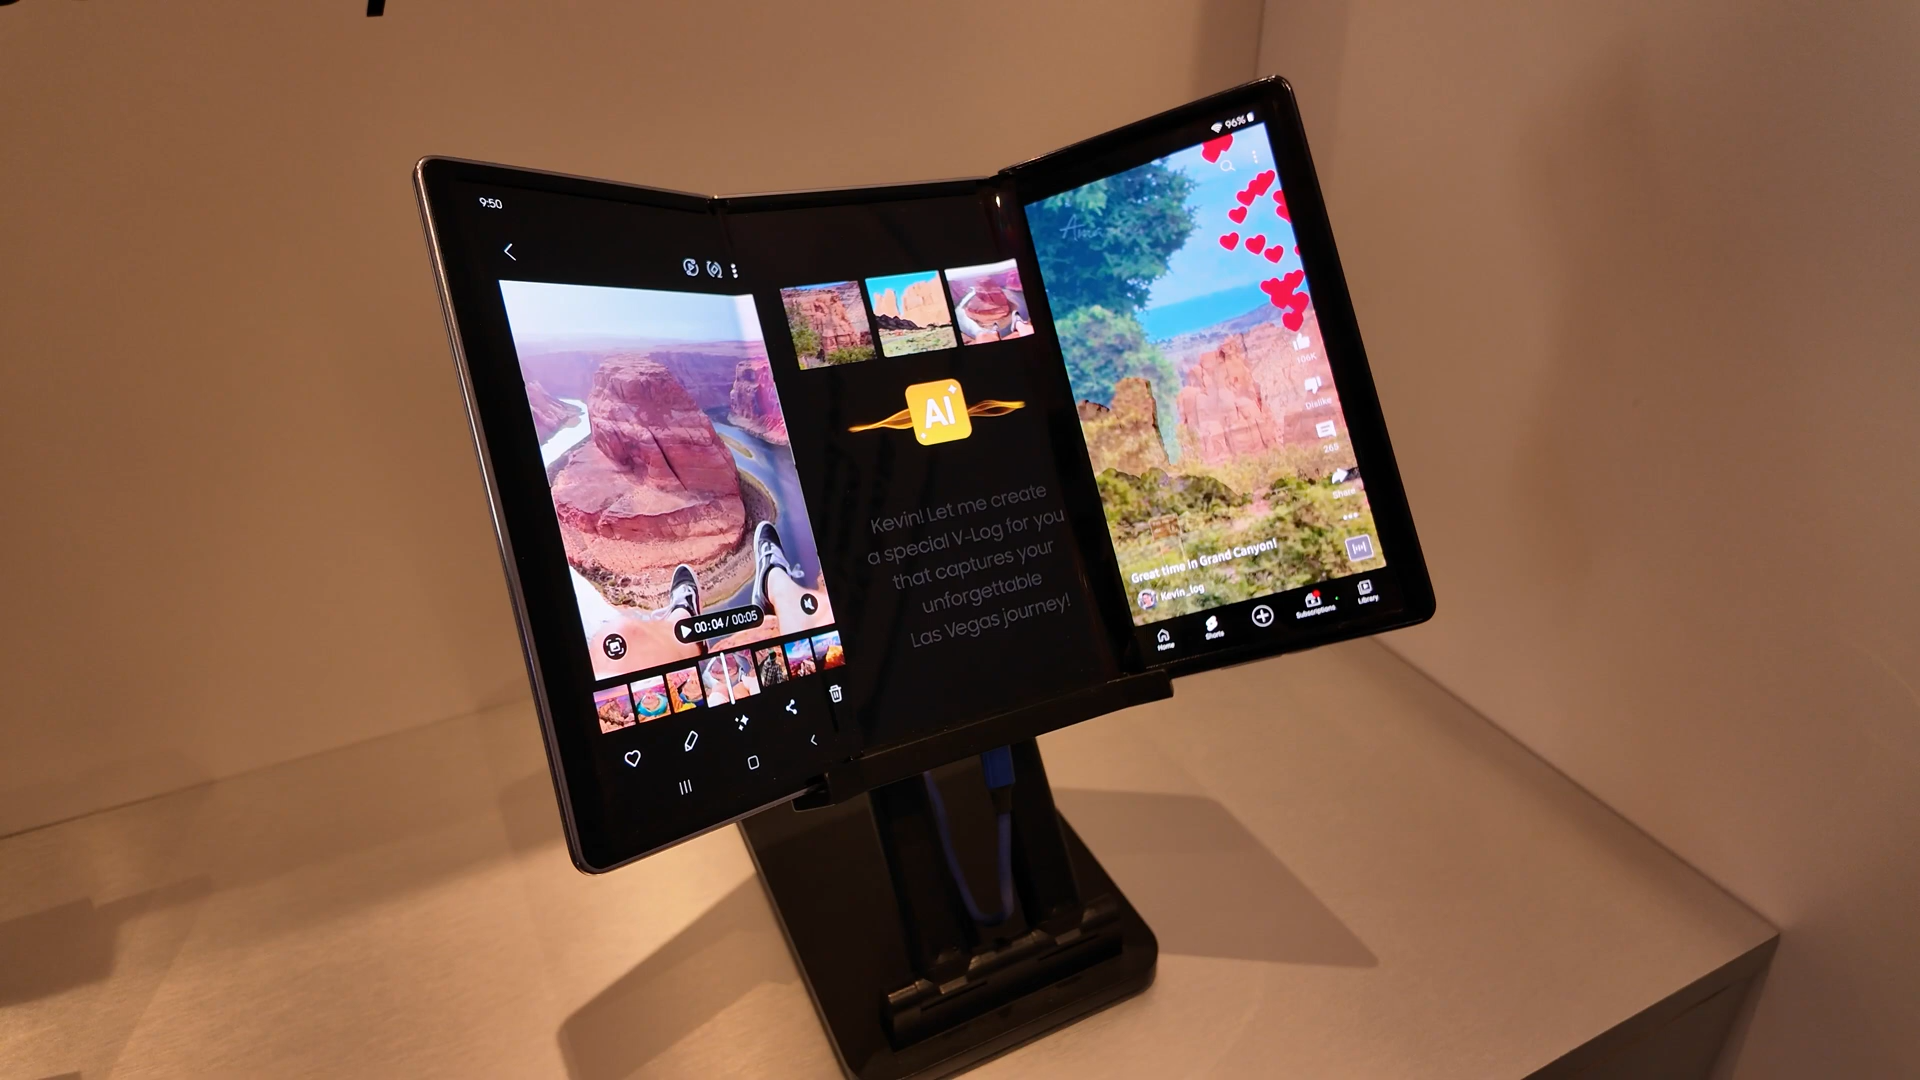 9:50
00:04 / 00:05
AI
Kevin! Let me create
a special V-Log for you
that captures your
unforgettable
Las Vegas journey!
96%
106K
Dislike
Share
Great time in Grand Canyon!
Kevin_log
Home
Shorts
Subscriptions
Library